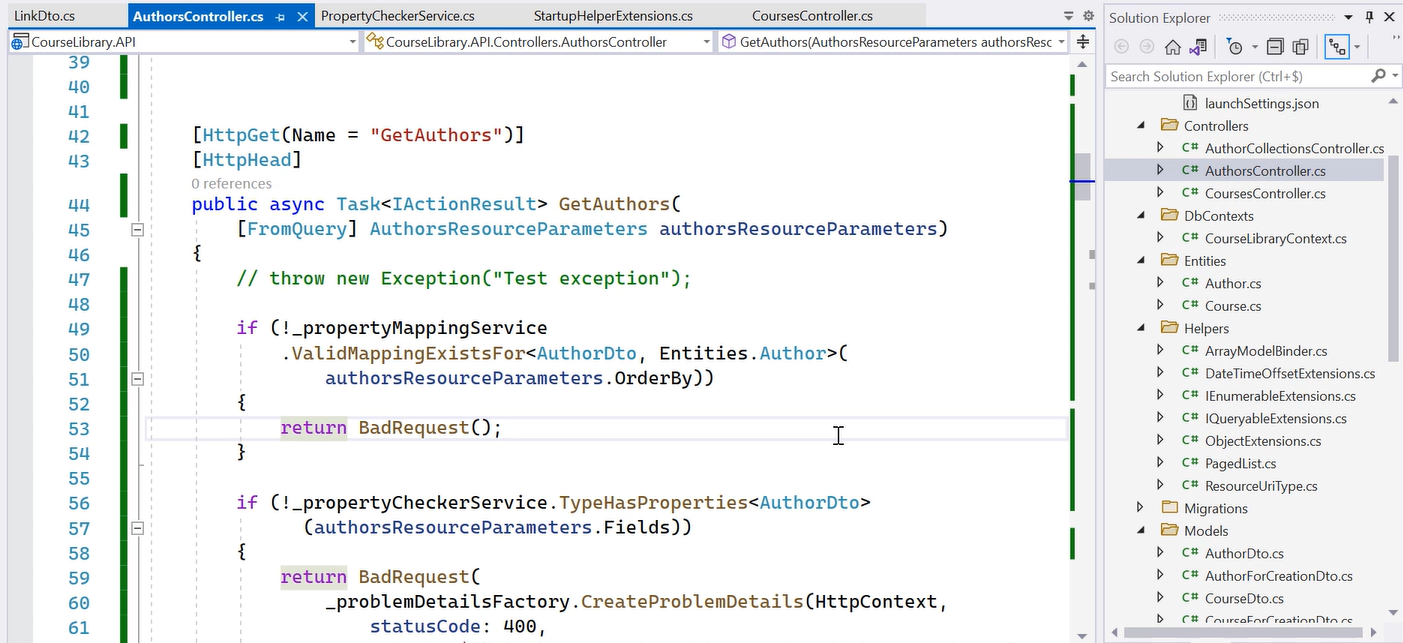 LinkDto.cs
AuthorsController.cs
PropertyCheckerService.cs
StartupHelperExtensions.cs
CoursesController.cs
CourseLibrary.API
CourseLibrary.API.Controllers.AuthorsController
GetAuthors(AuthorsResourceParameters authorsResc
39
40
41
42 [HttpGet(Name = "GetAuthors")]
43 [HttpHead]
0 references
44 public async Task<IActionResult> GetAuthors(
45 [FromQuery] AuthorsResourceParameters authorsResourceParameters)
46 {
47 // throw new Exception("Test exception");
48
49 if (!_propertyMappingService
50 .ValidMappingExistsFor<AuthorDto, Entities.Author>(
51 authorsResourceParameters.OrderBy))
52 {
53 return BadRequest();
54 }
55
56 if (!_propertyCheckerService.TypeHasProperties<AuthorDto>
57 (authorsResourceParameters.Fields))
58 {
59 return BadRequest(
60 _problemDetailsFactory.CreateProblemDetails(HttpContext,
61 statusCode: 400,
Solution Explorer
Search Solution Explorer (Ctrl+$)
launchSettings.json
Controllers
C# AuthorCollectionsController.cs
C# AuthorsController.cs
C# CoursesController.cs
DbContexts
C# CourseLibraryContext.cs
Entities
C# Author.cs
C# Course.cs
Helpers
C# ArrayModelBinder.cs
C# DateTimeOffsetExtensions.cs
C# IEnumerableExtensions.cs
C# IQueryableExtensions.cs
C# ObjectExtensions.cs
C# PagedList.cs
C# ResourceUriType.cs
Migrations
Models
C# AuthorDto.cs
C# AuthorForCreationDto.cs
C# CourseDto.cs
C# CourseForCreationDto.cs